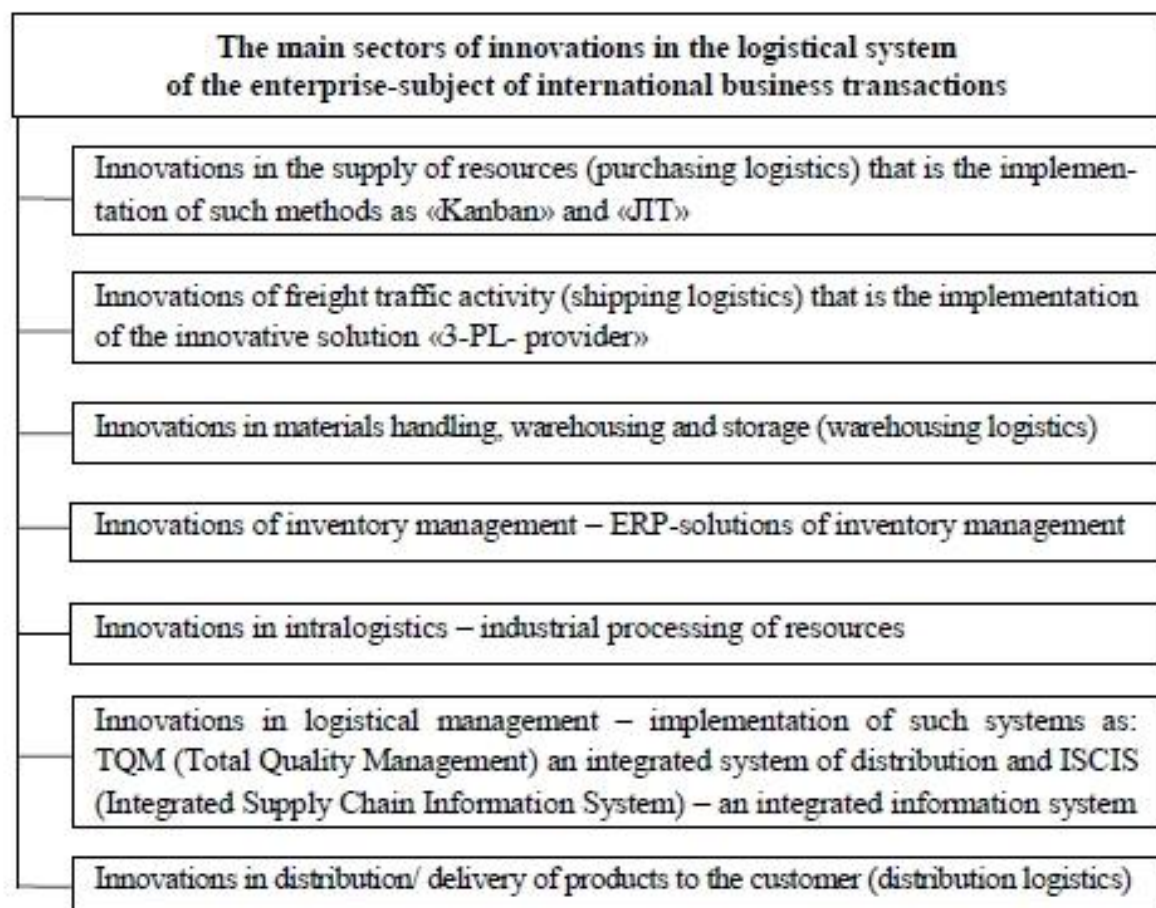 The main sectors of innovations in the logistical system
of the enterprise-subject of international business transactions
Innovations in the supply of resources (purchasing logistics) that is the implemen-
tation of such methods as «Kanban» and «JIT»
Innovations of freight traffic activity (shipping logistics) that is the implementation
of the innovative solution «3-PL- provider»
Innovations in materials handling, warehousing and storage (warehousing logistics)
Innovations of inventory management – ERP-solutions of inventory management
Innovations in intralogistics – industrial processing of resources
Innovations in logistical management – implementation of such systems as:
TQM (Total Quality Management) an integrated system of distribution and ISCIS
(Integrated Supply Chain Information System) – an integrated information system
Innovations in distribution/ delivery of products to the customer (distribution logistics)